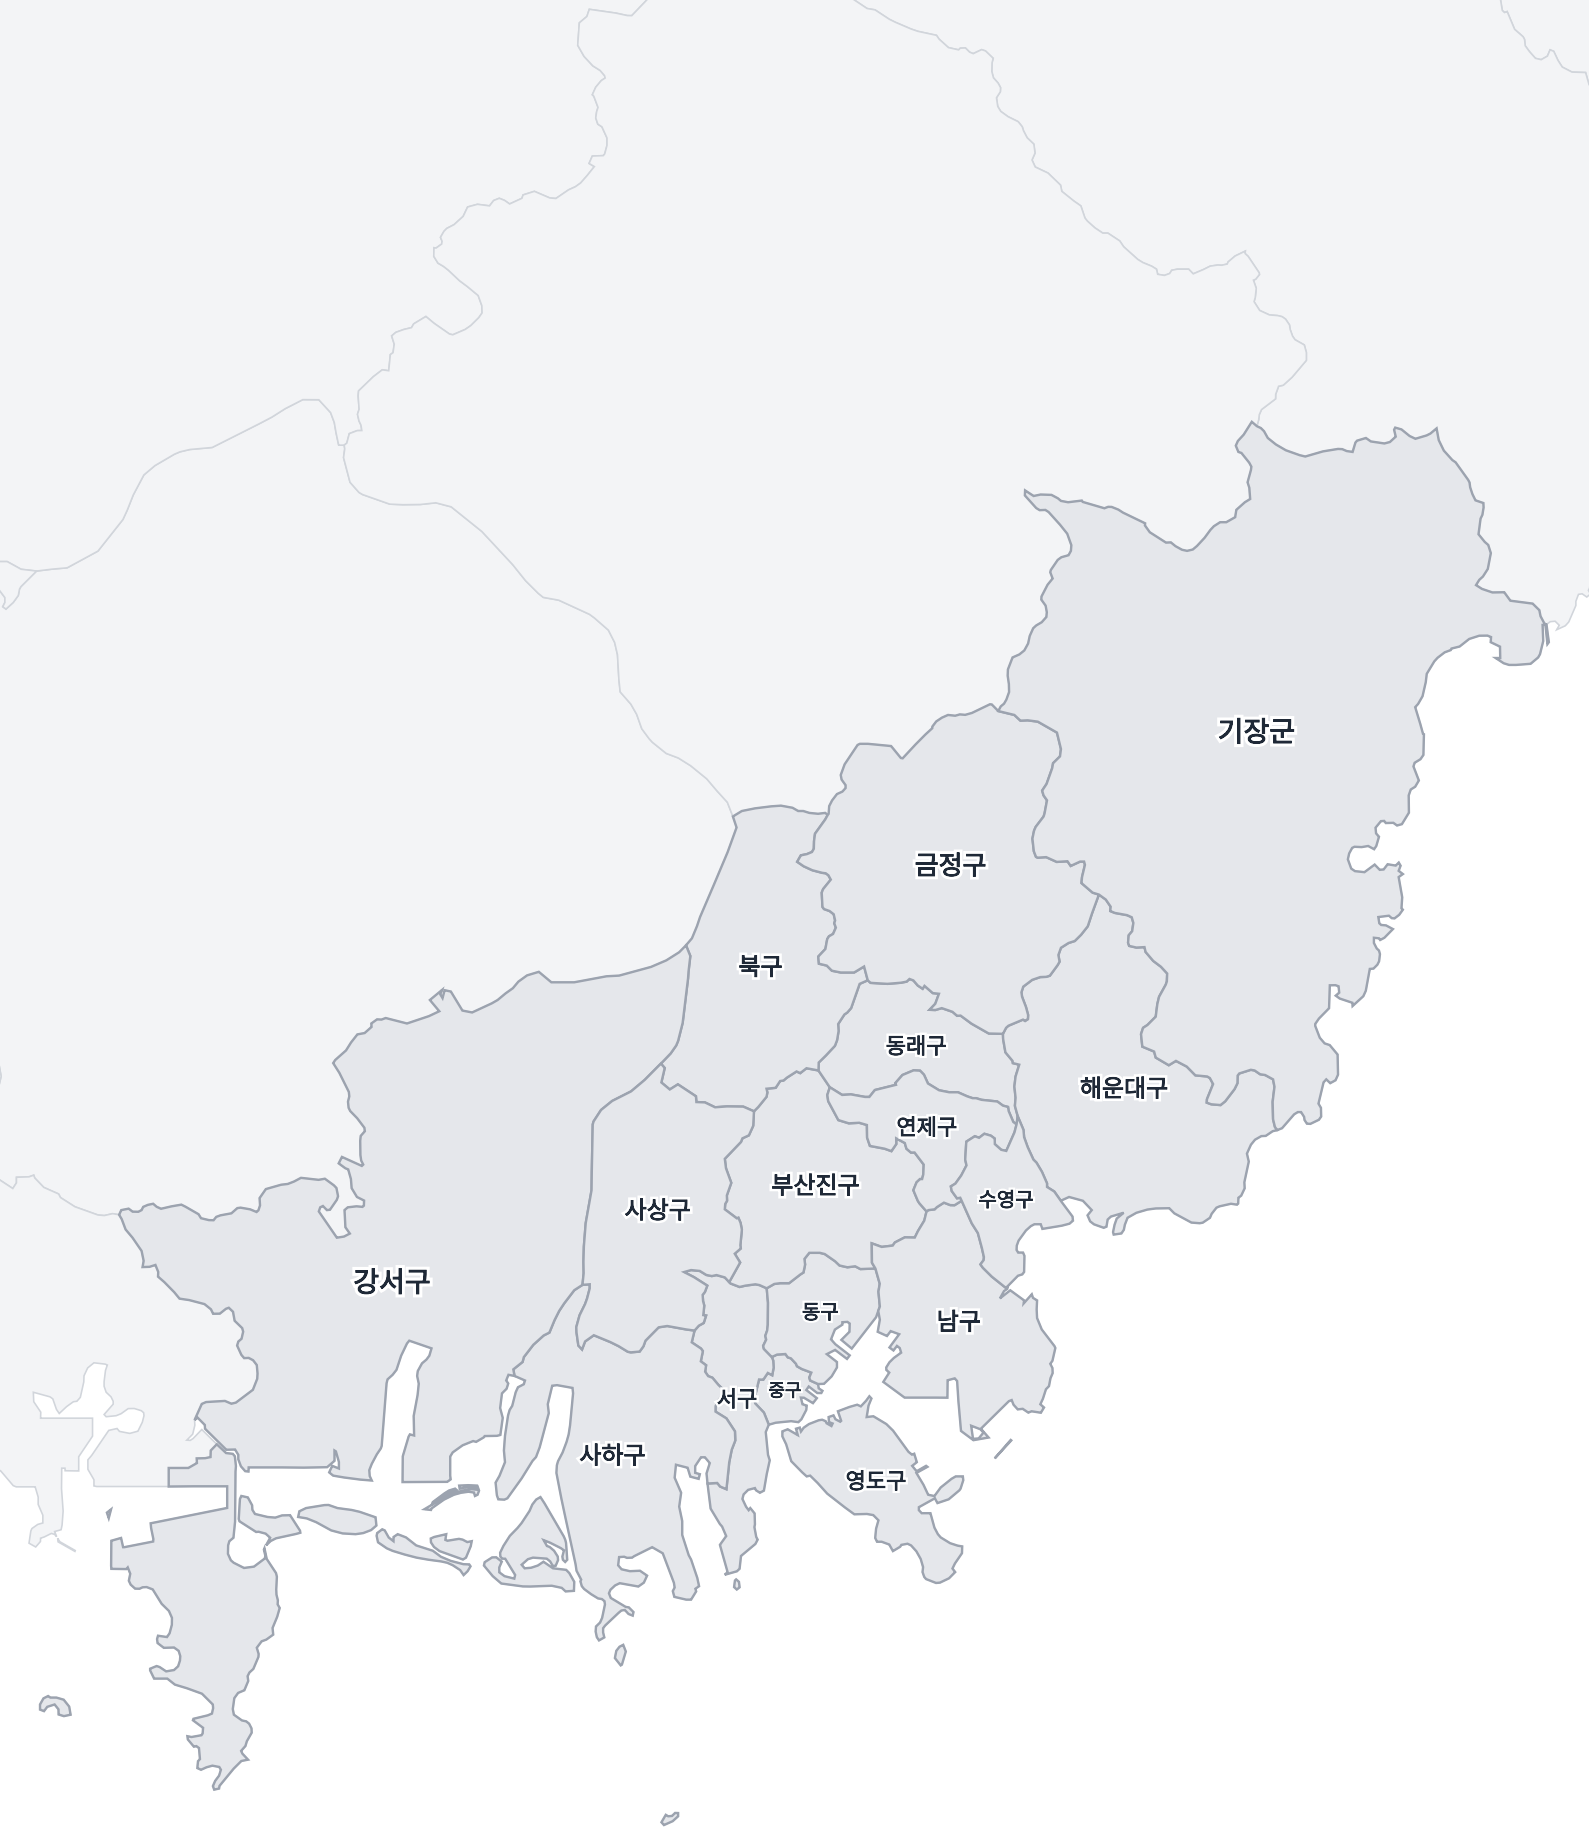 기장군
금정구
북구
동래구
해운대구
연제구
부산진구
수영구
사상구
강서구
동구
남구
중구
서구
사하구
영도구